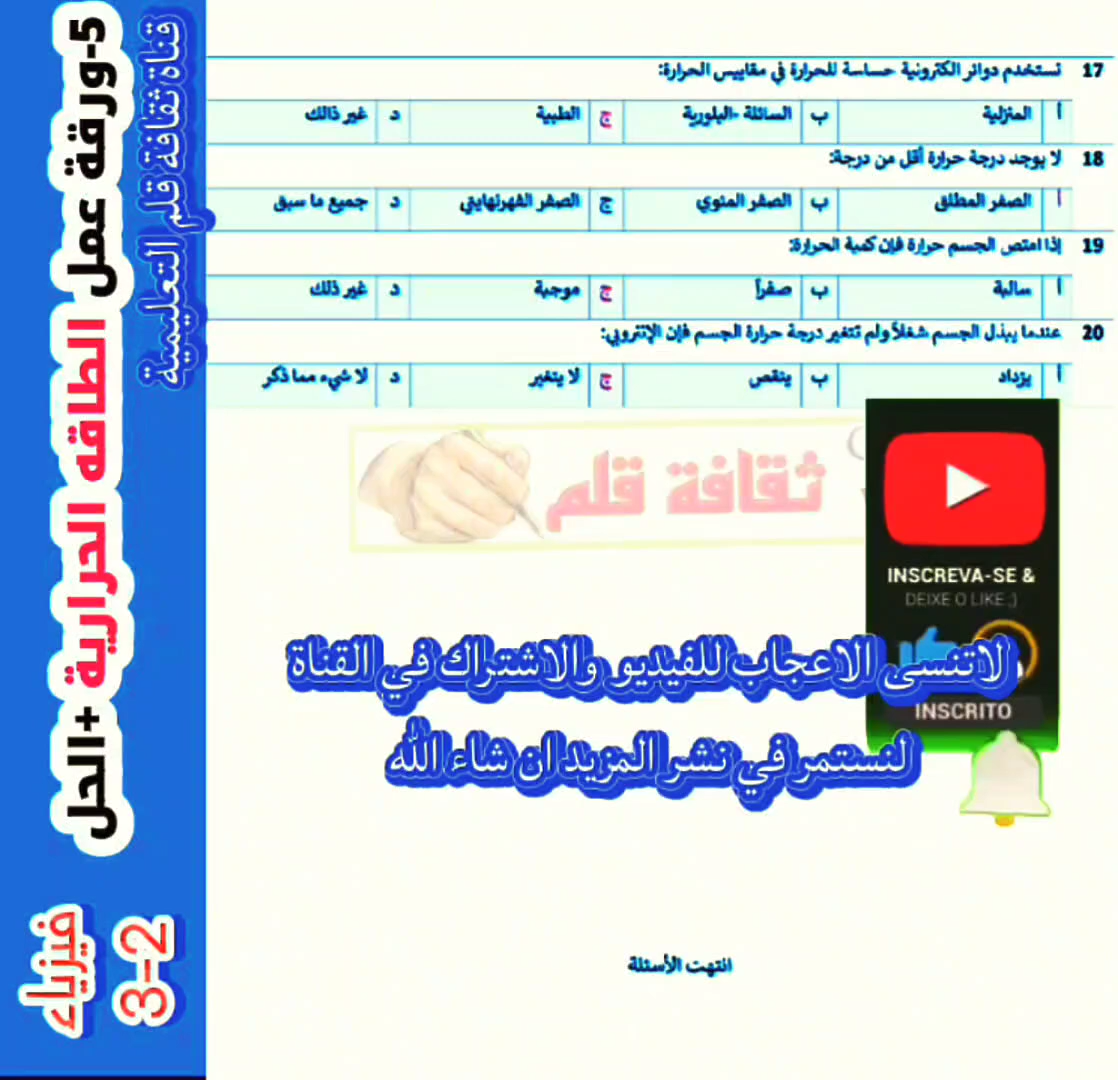 5-ورقة عمل الطاقه الحرارية +الحل
قناة ثقافة قلم التعليمية
فيزياء
3-2
17 تستخدم دوائر الكترونية حساسة للحرارة في مقاييس الحرارة:
أ المنزلية ب السائلة -البلورية ج الطبية د غير ذالك
18 لا يوجد درجة حرارة أقل من درجة:
أ الصفر المطلق ب الصفر المئوي ج الصفر الفهرنهايتي د جميع ما سبق
19 إذا امتص الجسم حرارة فإن كمية الحرارة:
أ سالبة ب صفراً ج موجبة د غير ذلك
20 عندما يبذل الجسم شغلاً ولم تتغير درجة حرارة الجسم فإن الإنتروبي:
أ يزداد ب ينقص ج لا يتغير د لا شيء مما ذكر
ثقافة قلم
INSCREVA-SE &
DEIXE O LIKE ;)
لاتنسى الاعجاب للفيديو والاشتراك في القناة
INSCRITO
لنستمر في نشر المزيد ان شاء الله
انتهت الأسئلة